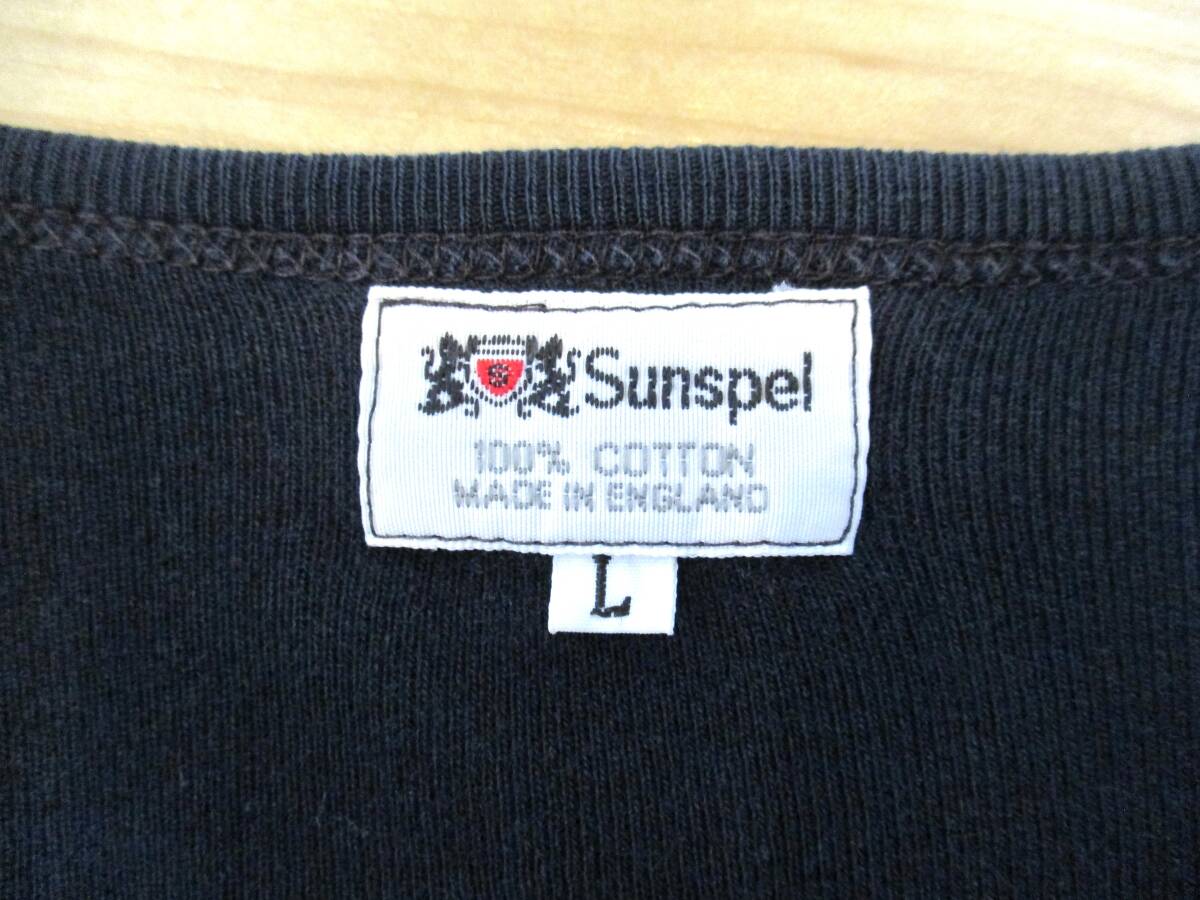 S Sunspel
100% COTTON
MADE IN ENGLAND
L